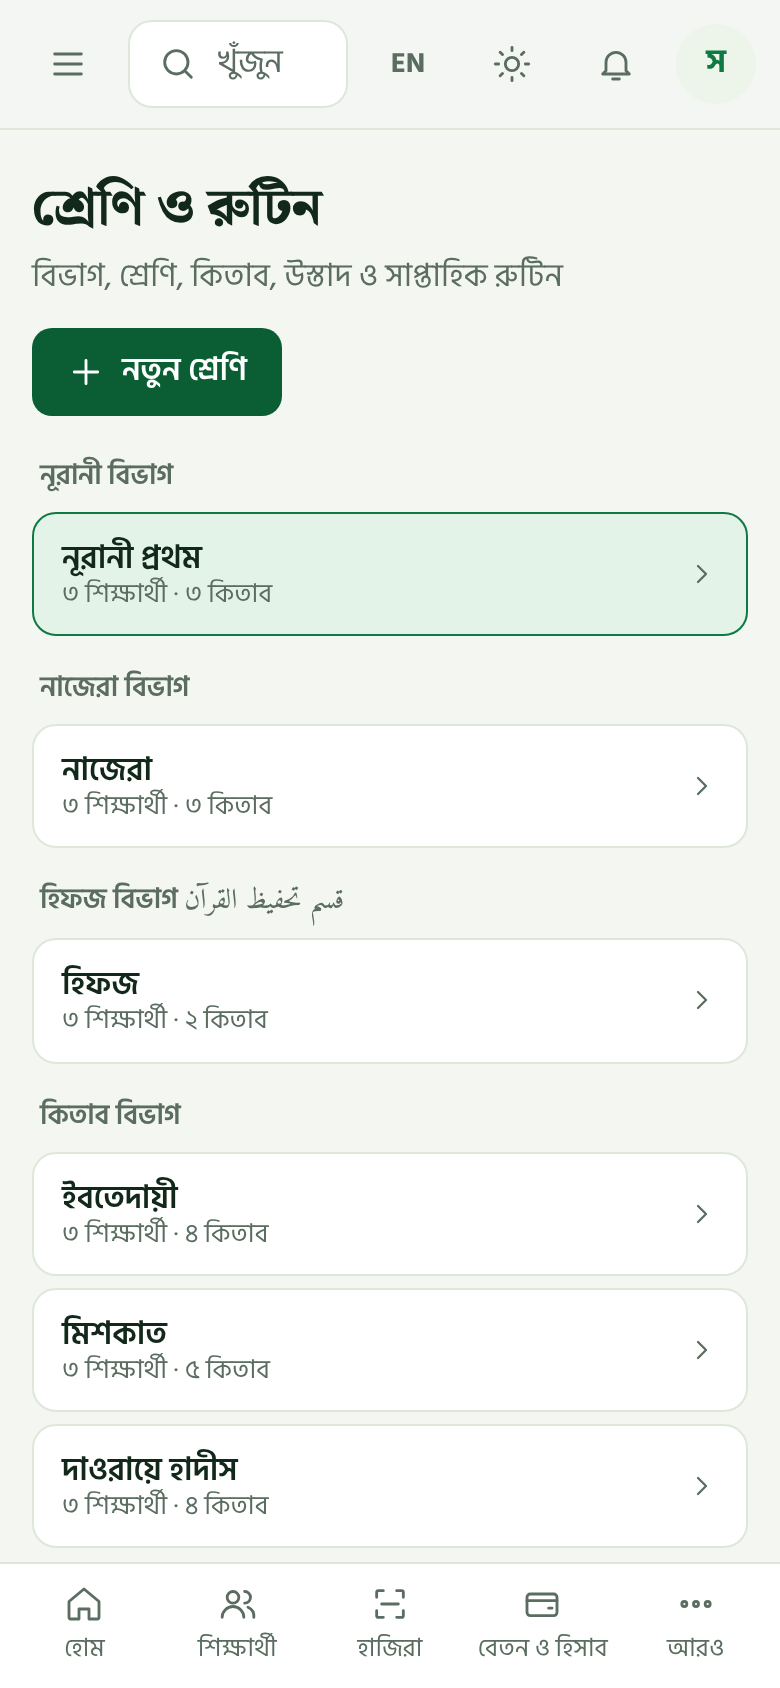 খুঁজুন EN স
শ্রেণি ও রুটিন
বিভাগ, শ্রেণি, কিতাব, উস্তাদ ও সাপ্তাহিক রুটিন
নতুন শ্রেণি
নূরানী বিভাগ
নূরানী প্রথম
৩ শিক্ষার্থী · ৩ কিতাব
নাজেরা বিভাগ
নাজেরা
৩ শিক্ষার্থী · ৩ কিতাব
হিফজ বিভাগ قسم تحفيظ القرآن
হিফজ
৩ শিক্ষার্থী · ২ কিতাব
কিতাব বিভাগ
ইবতেদায়ী
৩ শিক্ষার্থী · ৪ কিতাব
মিশকাত
৩ শিক্ষার্থী · ৫ কিতাব
দাওরায়ে হাদীস
৩ শিক্ষার্থী · ৪ কিতাব
হোম শিক্ষার্থী হাজিরা বেতন ও হিসাব আরও